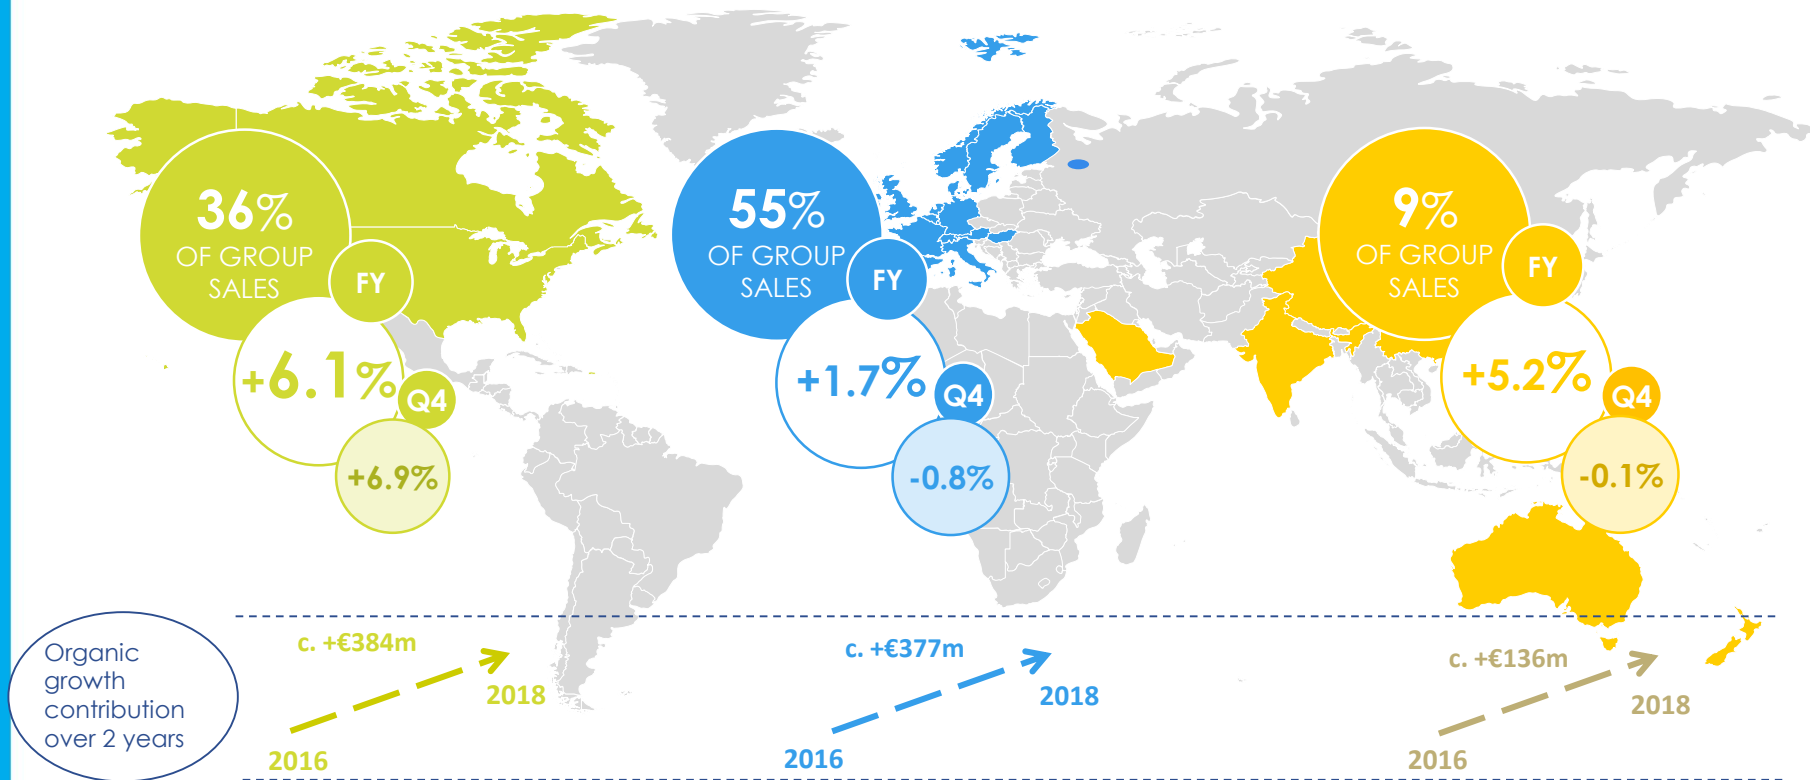 36%
OF GROUP
SALES
FY
+6.1%
Q4
+6.9%
55%
OF GROUP
SALES
FY
+1.7%
Q4
-0.8%
9%
OF GROUP
SALES
FY
+5.2%
Q4
-0.1%
Organic
growth
contribution
over 2 years
c. +€384m
2016
2018
c. +€377m
2016
2018
c. +€136m
2016
2018